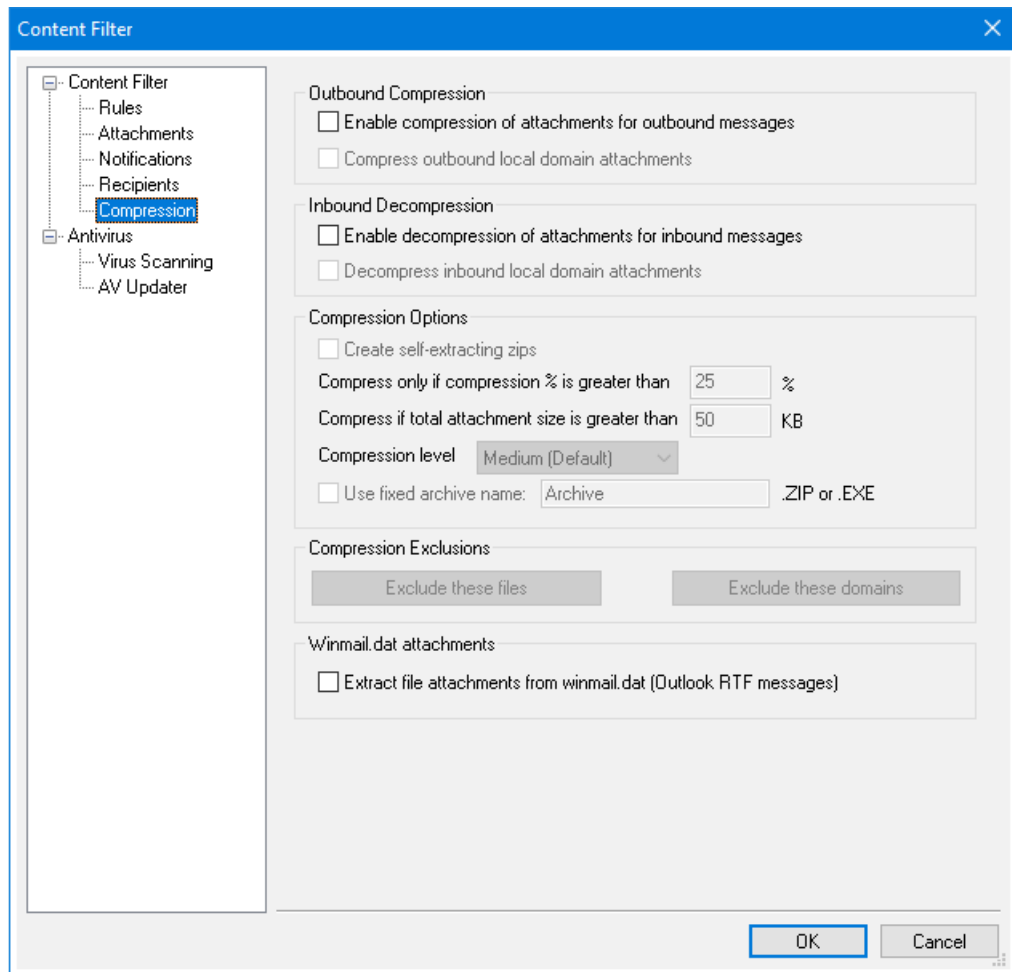 Content Filter
Content Filter
Rules
Attachments
Notifications
Recipients
Compression
Antivirus
Virus Scanning
AV Updater
Outbound Compression
Enable compression of attachments for outbound messages
Compress outbound local domain attachments
Inbound Decompression
Enable decompression of attachments for inbound messages
Decompress inbound local domain attachments
Compression Options
Create self-extracting zips
Compress only if compression % is greater than 25 %
Compress if total attachment size is greater than 50 KB
Compression level Medium (Default)
Use fixed archive name: Archive .ZIP or .EXE
Compression Exclusions
Exclude these files Exclude these domains
Winmail.dat attachments
Extract file attachments from winmail.dat (Outlook RTF messages)
OK Cancel